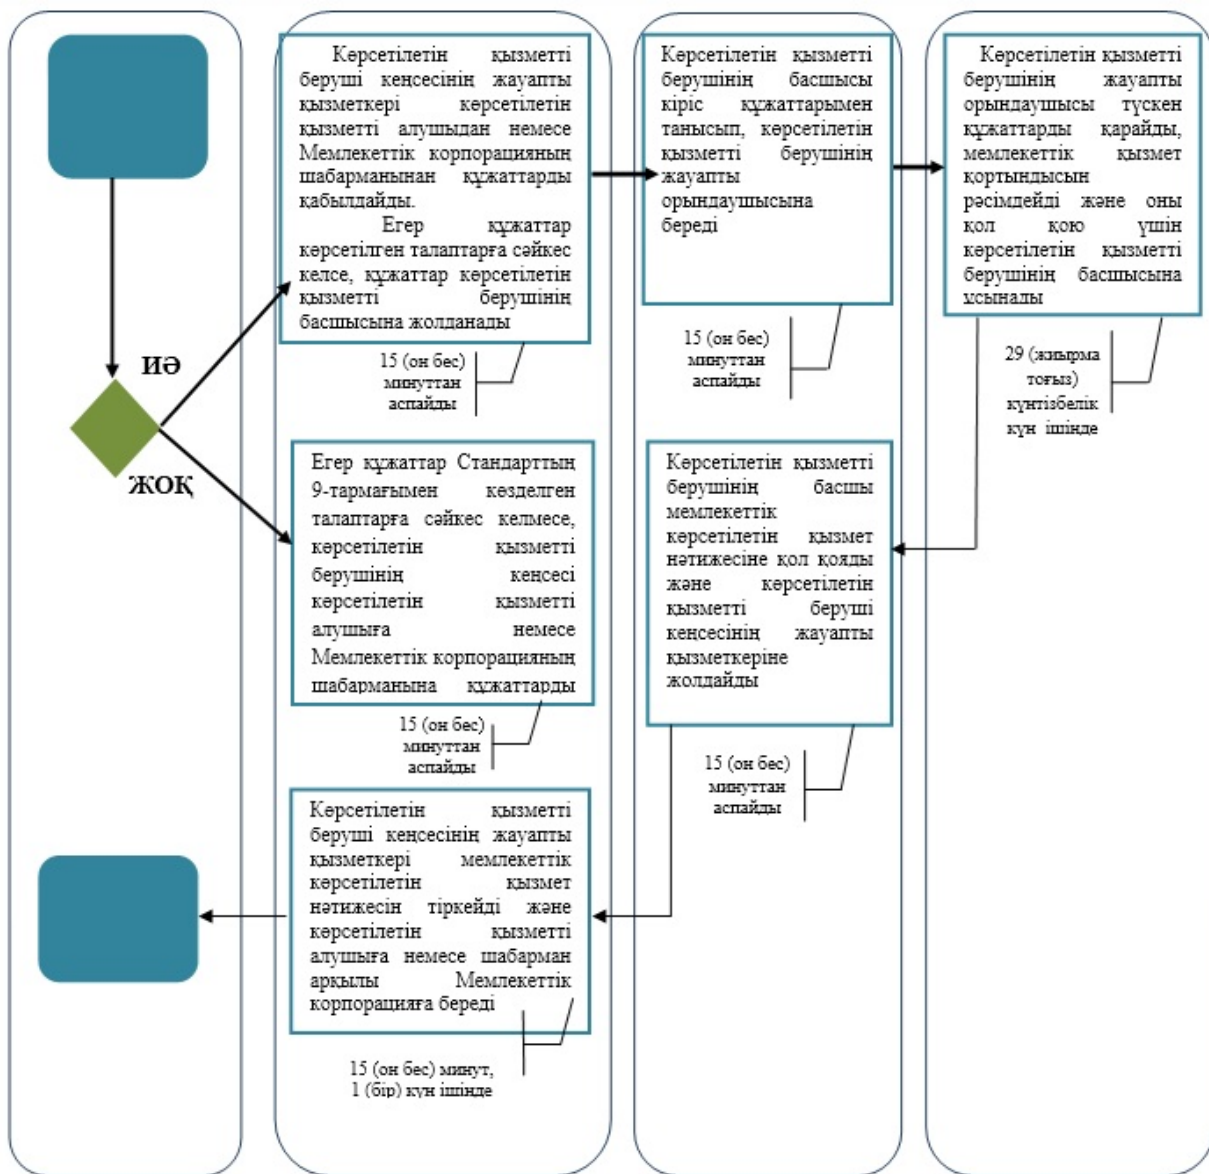 Көрсетілетін қызметті
беруші кеңсесінің жауапты
қызметкері көрсетілетін
қызметті алушыдан немесе
Мемлекеттік корпорацияның
шабарманынан құжаттарды
қабылдайды.
Егер құжаттар
көрсетілген талаптарға сәйкес
келсе, құжаттар көрсетілетін
қызметті берушінің
басшысына жолданады
15 (он бес)
минуттан
аспайды
Көрсетілетін қызметті
берушінің басшысы
кіріс құжаттарымен
танысып, көрсетілетін
қызметті берушінің
жауапты
орындаушысына
береді
15 (он бес)
минуттан
аспайды
Көрсетілетін қызметті
берушінің жауапты
орындаушысы түскен
құжаттарды қарайды,
мемлекеттік қызмет
қортындысын
рәсімдейді және оны
қол қою үшін
көрсетілетін қызметті
берушінің басшысына
ұсынады
29 (жиырма
тоғыз)
күнтізбелік
күн ішінде
ИӘ
ЖОҚ
Егер құжаттар Стандарттың
9-тармағымен көзделген
талаптарға сәйкес келмесе,
көрсетілетін қызметті
берушінің кеңсесі
көрсетілетін қызметті
алушыға немесе
Мемлекеттік корпорацияның
шабарманына құжаттарды
15 (он бес)
минуттан
аспайды
Көрсетілетін қызметті
берушінің басшы
мемлекеттік
көрсетілетін қызмет
нәтижесіне қол қояды
және көрсетілетін
қызметті беруші
кеңсесінің жауапты
қызметкеріне
жолдайды
15 (он бес)
минуттан
аспайды
Көрсетілетін қызметті
беруші кеңсесінің жауапты
қызметкері мемлекеттік
көрсетілетін қызмет
нәтижесін тіркейді және
көрсетілетін қызметті
алушыға немесе шабарман
арқылы Мемлекеттік
корпорацияға береді
15 (он бес) минут,
1 (бір) күн ішінде